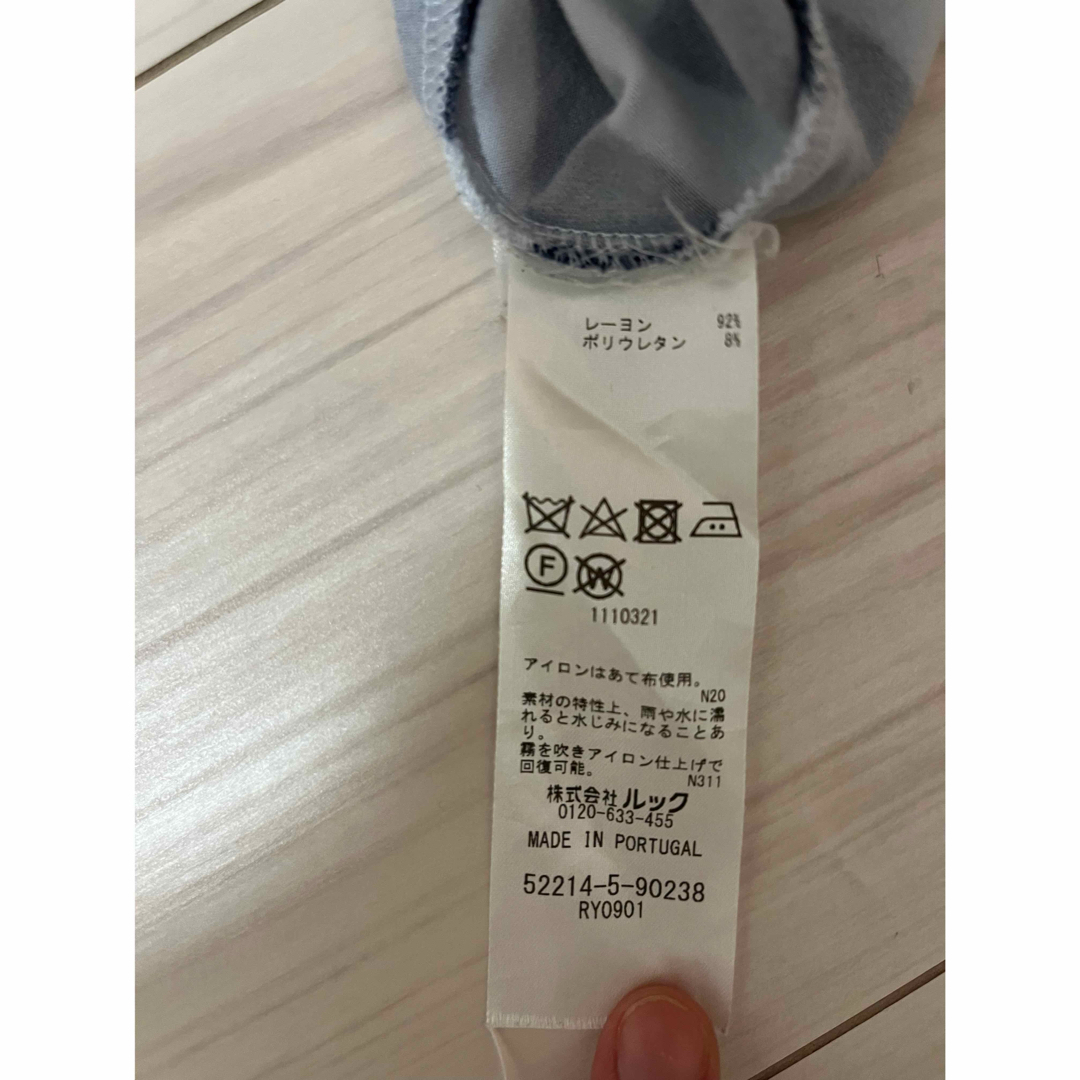 レーヨン 92%
ポリウレタン 8%
F
W
1110321
アイロンはあて布使用。
N20
素材の特性上、雨や水に濡
れると水じみになることあ
り。
霧を吹きアイロン仕上げで
回復可能。
N311
株式会社 ルック
0120-633-455
MADE IN PORTUGAL
52214-5-90238
RY0901